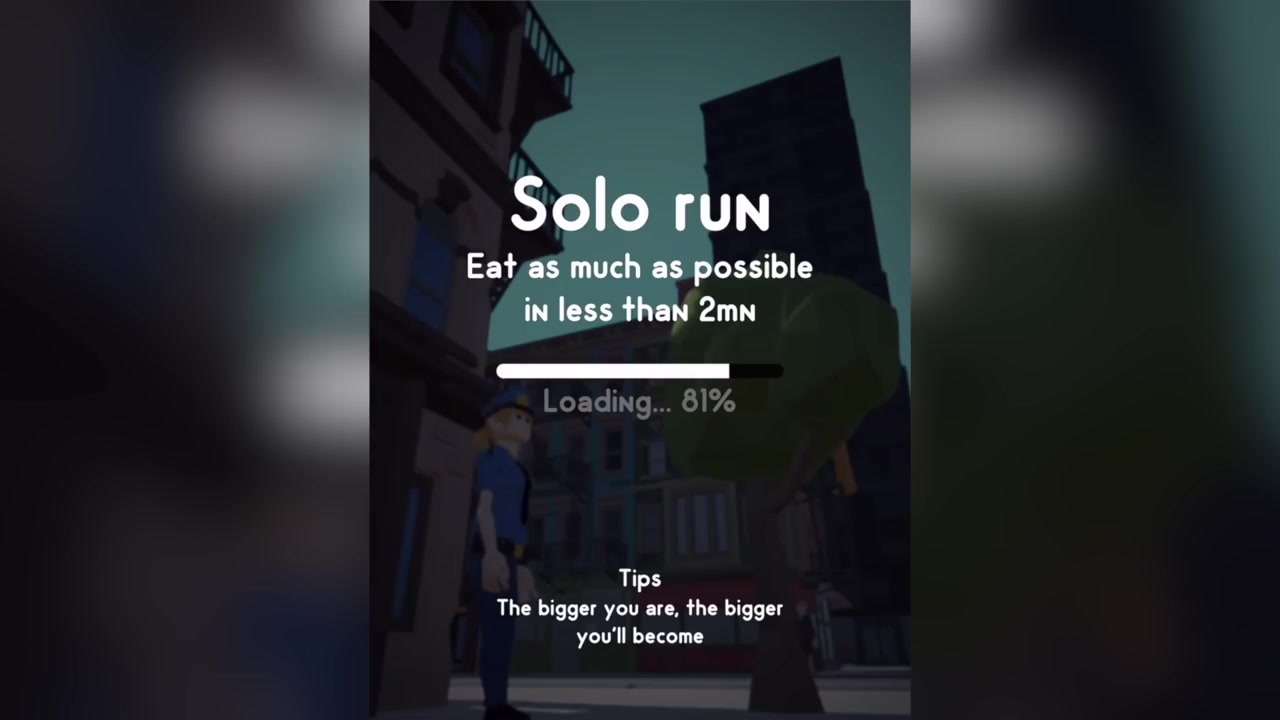 Solo run
Eat as much as possible
in less than 2mn
Loading... 81%
Tips
The bigger you are, the bigger
you'll become